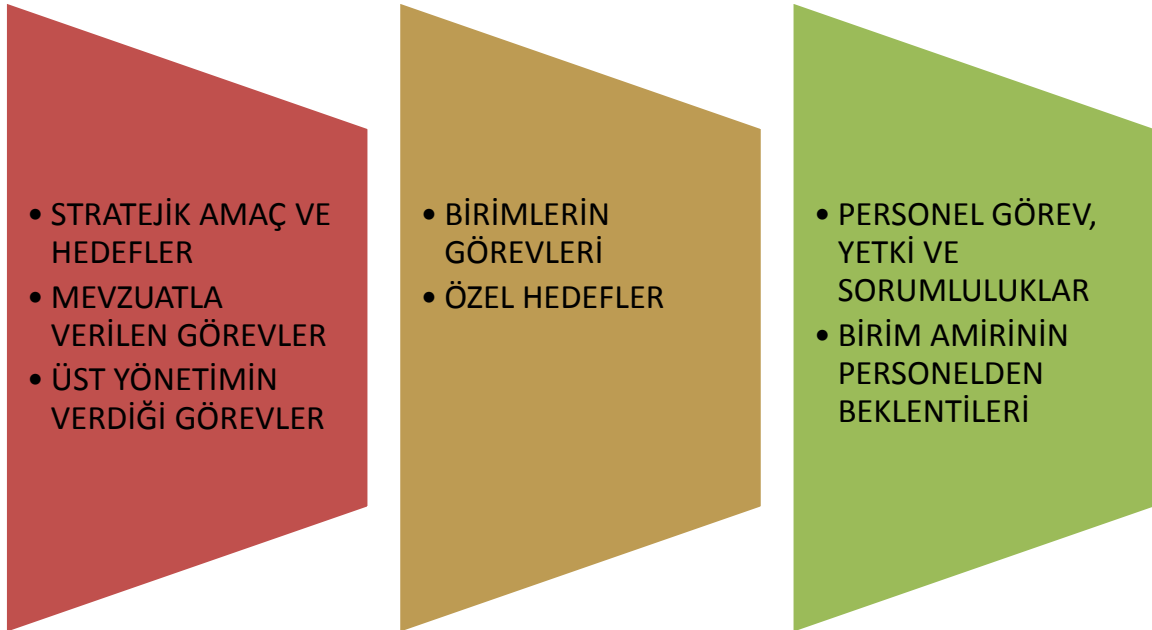 • STRATEJİK AMAÇ VE
HEDEFLER
• MEVZUATLA
VERİLEN GÖREVLER
• ÜST YÖNETİMİN
VERDİĞİ GÖREVLER
• BİRİMLERİN
GÖREVLERİ
• ÖZEL HEDEFLER
• PERSONEL GÖREV,
YETKİ VE
SORUMLULUKLAR
• BİRİM AMİRİNİN
PERSONELDEN
BEKLENTİLERİ